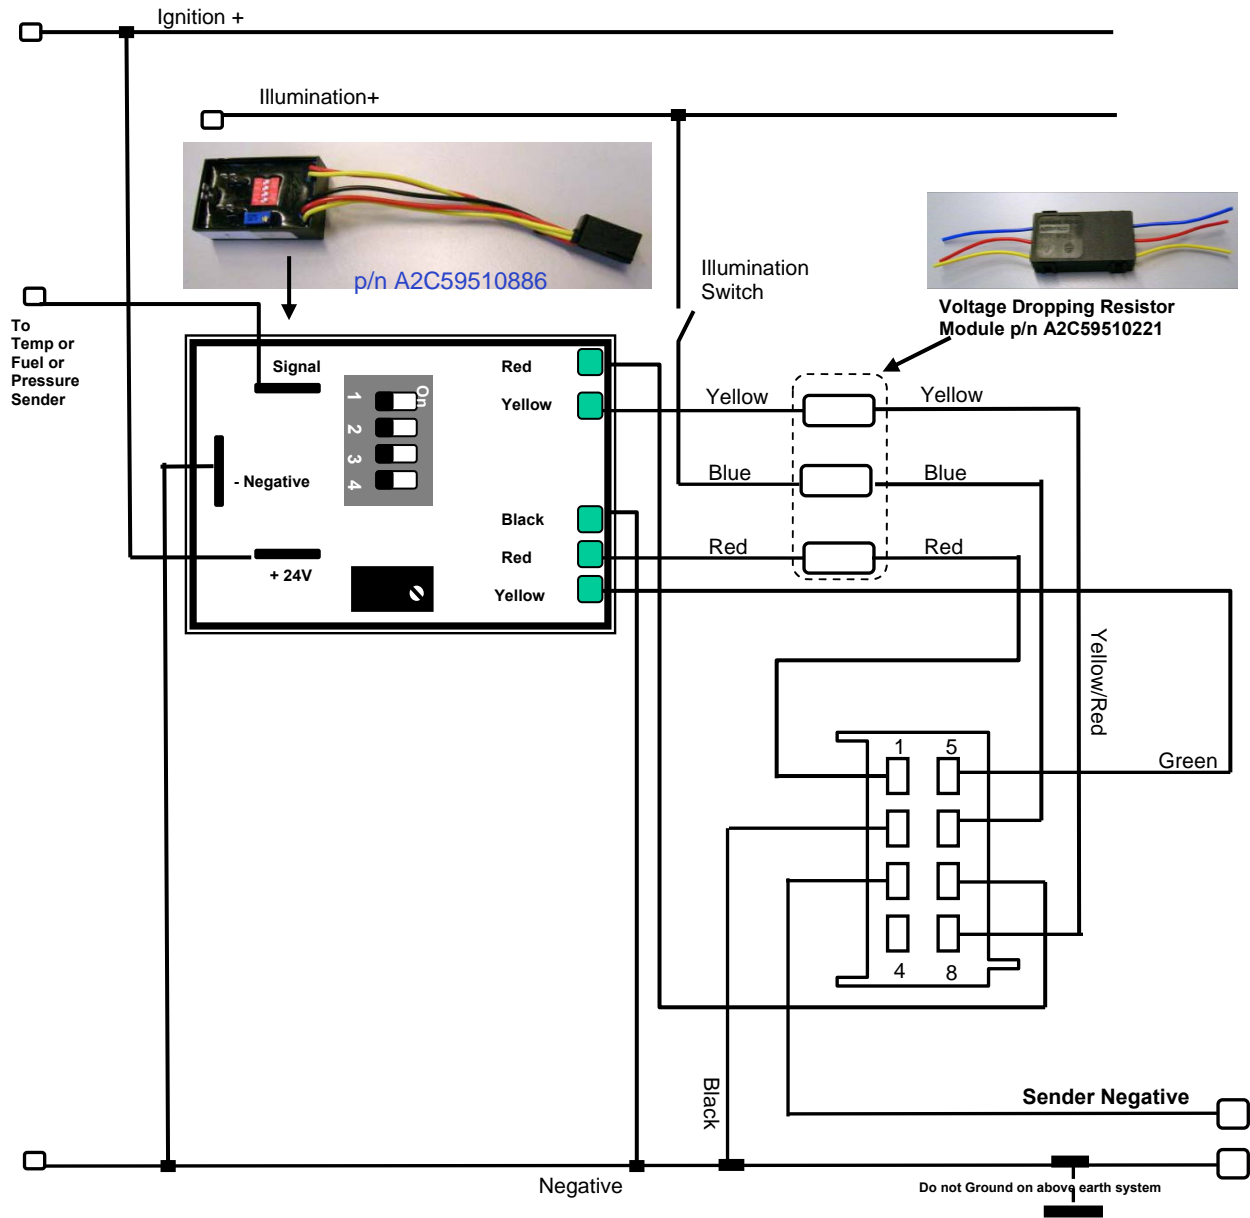 Ignition +
Illumination+
p/n A2C59510886
Illumination
Switch
Voltage Dropping Resistor
Module p/n A2C59510221
To
Temp or
Fuel or
Pressure
Sender
Signal
- Negative
+ 24V
On
1
2
3
4
Red
Yellow
Black
Red
Yellow
Yellow
Yellow
Blue
Blue
Red
Red
Yellow/Red
Green
1
5
4
8
Black
Sender Negative
Negative
Do not Ground on above earth system